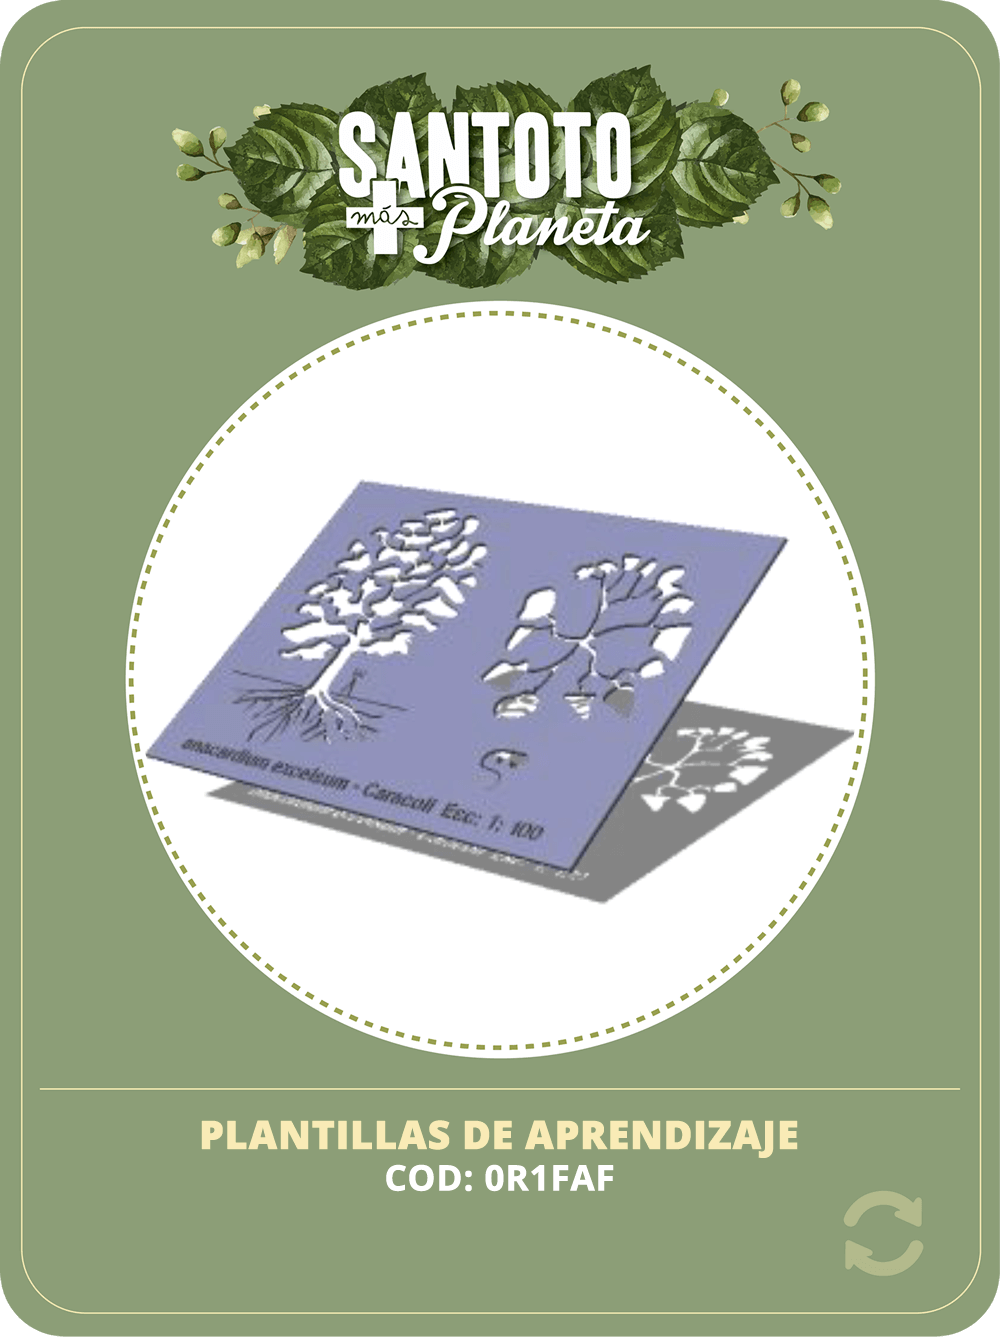 SANTOTO
más
Planeta
anacardium excelsum - Caracolí Esc: 1: 100
PLANTILLAS DE APRENDIZAJE
COD: 0R1FAF